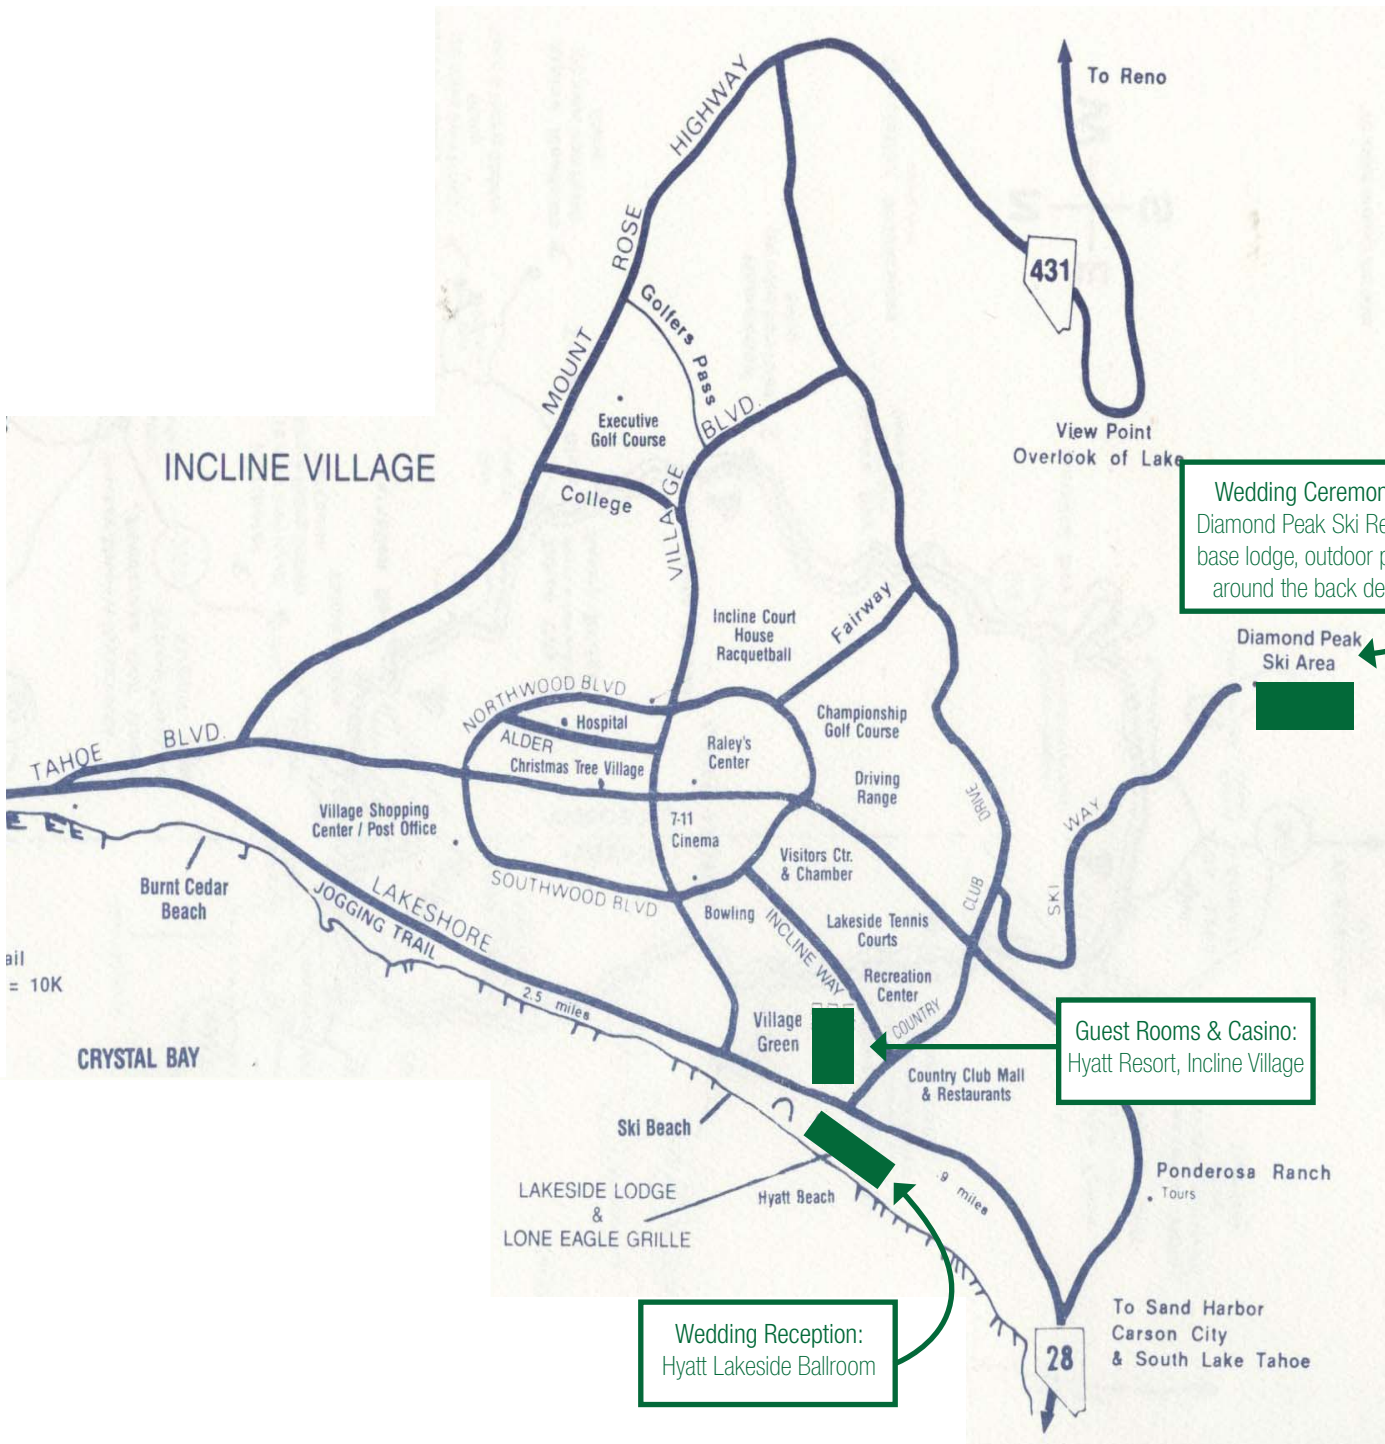 To Reno
HIGHWAY
ROSE
MOUNT
431
Golfers Pass
Executive
Golf Course
BLVD.
VILLAGE
View Point
Overlook of Lake
INCLINE VILLAGE
College
Wedding Ceremon
Diamond Peak Ski Re
base lodge, outdoor p
around the back de
Diamond Peak
Ski Area
Fairway
Incline Court
House
Racquetball
NORTHWOOD BLVD
Hospital
ALDER
Christmas Tree Village
Raley's
Center
Championship
Golf Course
Driving
Range
TAHOE BLVD.
Village Shopping
Center / Post Office
7-11
Cinema
Visitors Ctr.
& Chamber
DRIVE
CLUB
COUNTRY
SKI WAY
Burnt Cedar
Beach
LAKESHORE
JOGGING TRAIL
SOUTHWOOD BLVD
Bowling
INCLINE WAY
Lakeside Tennis
Courts
Recreation
Center
ail
= 10K
2.5 miles
CRYSTAL BAY
Village
Green
Guest Rooms & Casino:
Hyatt Resort, Incline Village
Country Club Mall
& Restaurants
Ski Beach
LAKESIDE LODGE
&
LONE EAGLE GRILLE
Hyatt Beach
.9 miles
Ponderosa Ranch
Tours
Wedding Reception:
Hyatt Lakeside Ballroom
To Sand Harbor
Carson City
& South Lake Tahoe
28